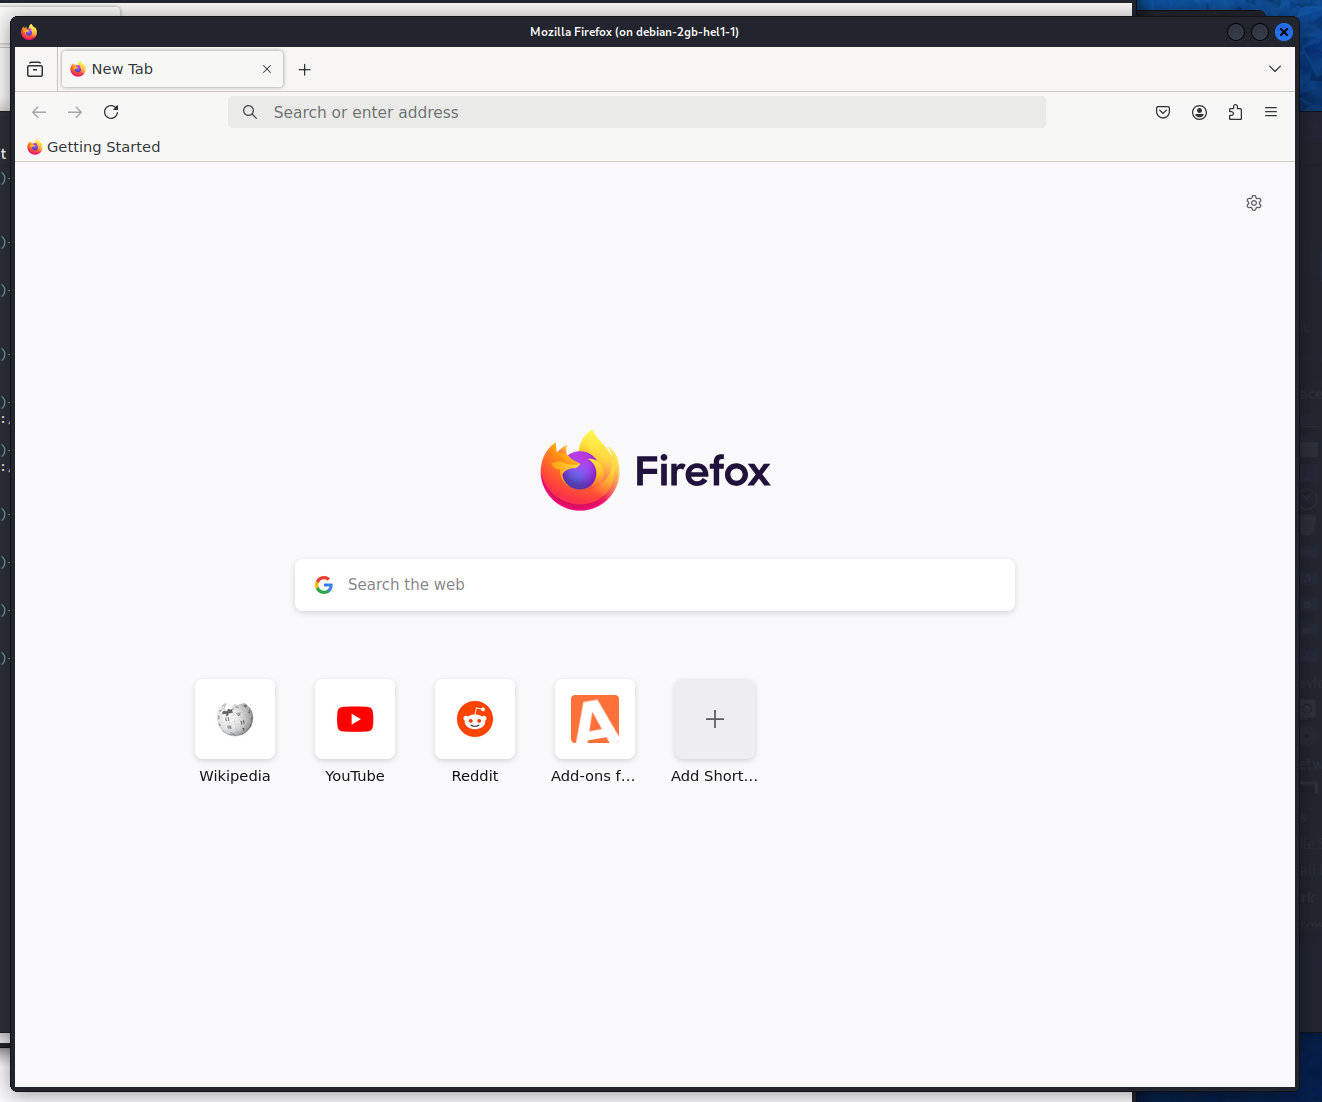 Mozilla Firefox (on debian-2gb-hel1-1)
New Tab
Search or enter address
Getting Started
Firefox
Search the web
Wikipedia
YouTube
Reddit
Add-ons f...
Add Short...